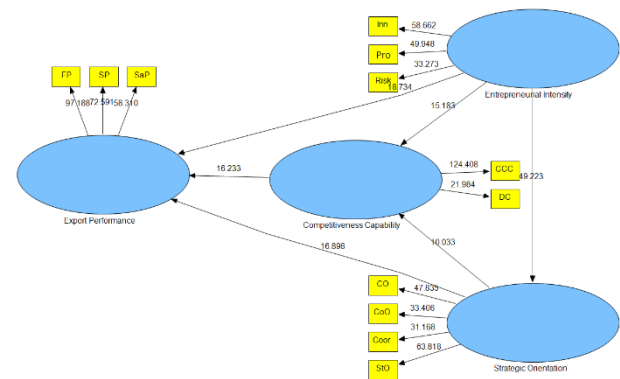 Inn
58.662
Pro
49.948
Risk
33.273
Entrepreneurial Intensity
FP
SP
SaP
97.188
72.591
58.310
18.734
15.183
16.233
Export Performance
124.408
CCC
21.984
DC
49.223
Competitiveness Capability
16.898
10.033
CO
47.835
CoO
33.406
Coor
31.168
StO
63.818
Strategic Orientation